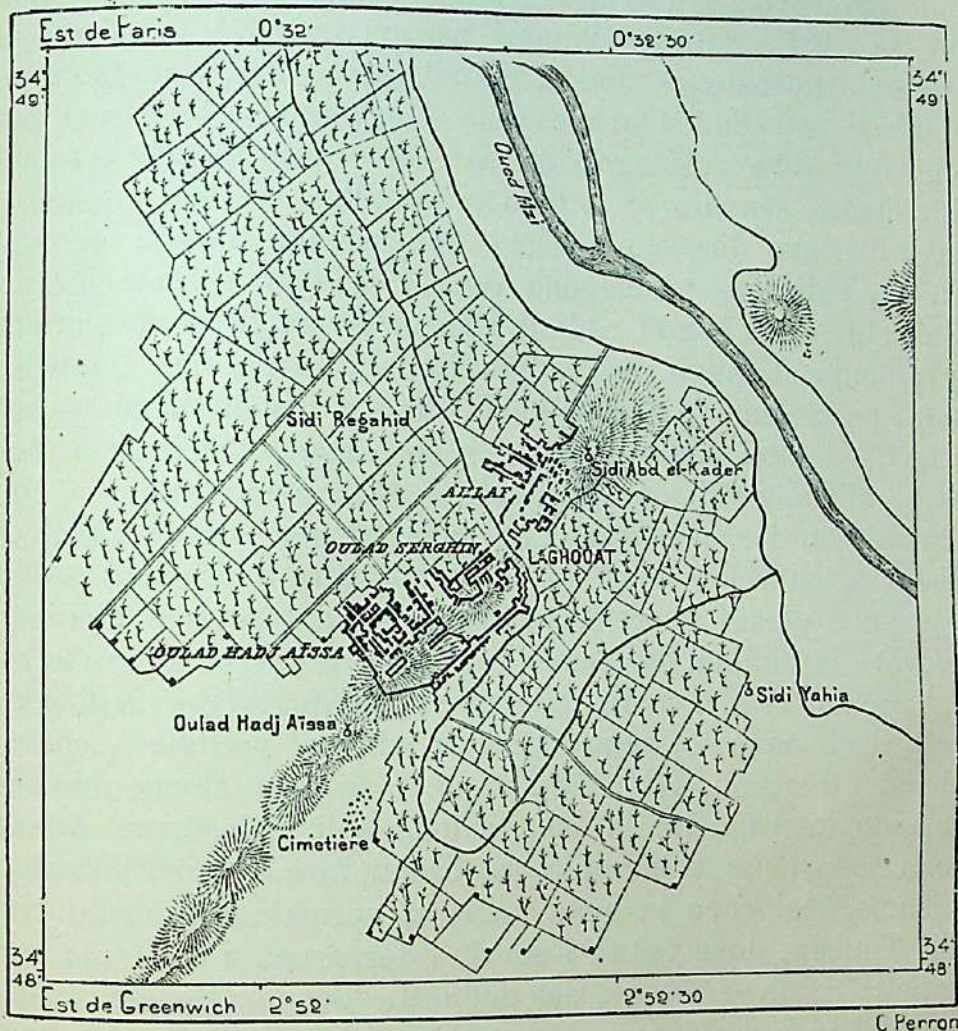 Est de Paris 0°32' 0°32'30"
34° 34°
49' 49'
Oued Mzi
Sidi Regahid
Sidi Abd el-Kader
OULAD SERGHIN
LAGHOUAT
OULAD HADJ AÏSSA
Sidi Yahia
Oulad Hadj Aïssa
Cimetière
34° 34°
48' 48'
Est de Greenwich 2°52' 2°52'30
C. Perron